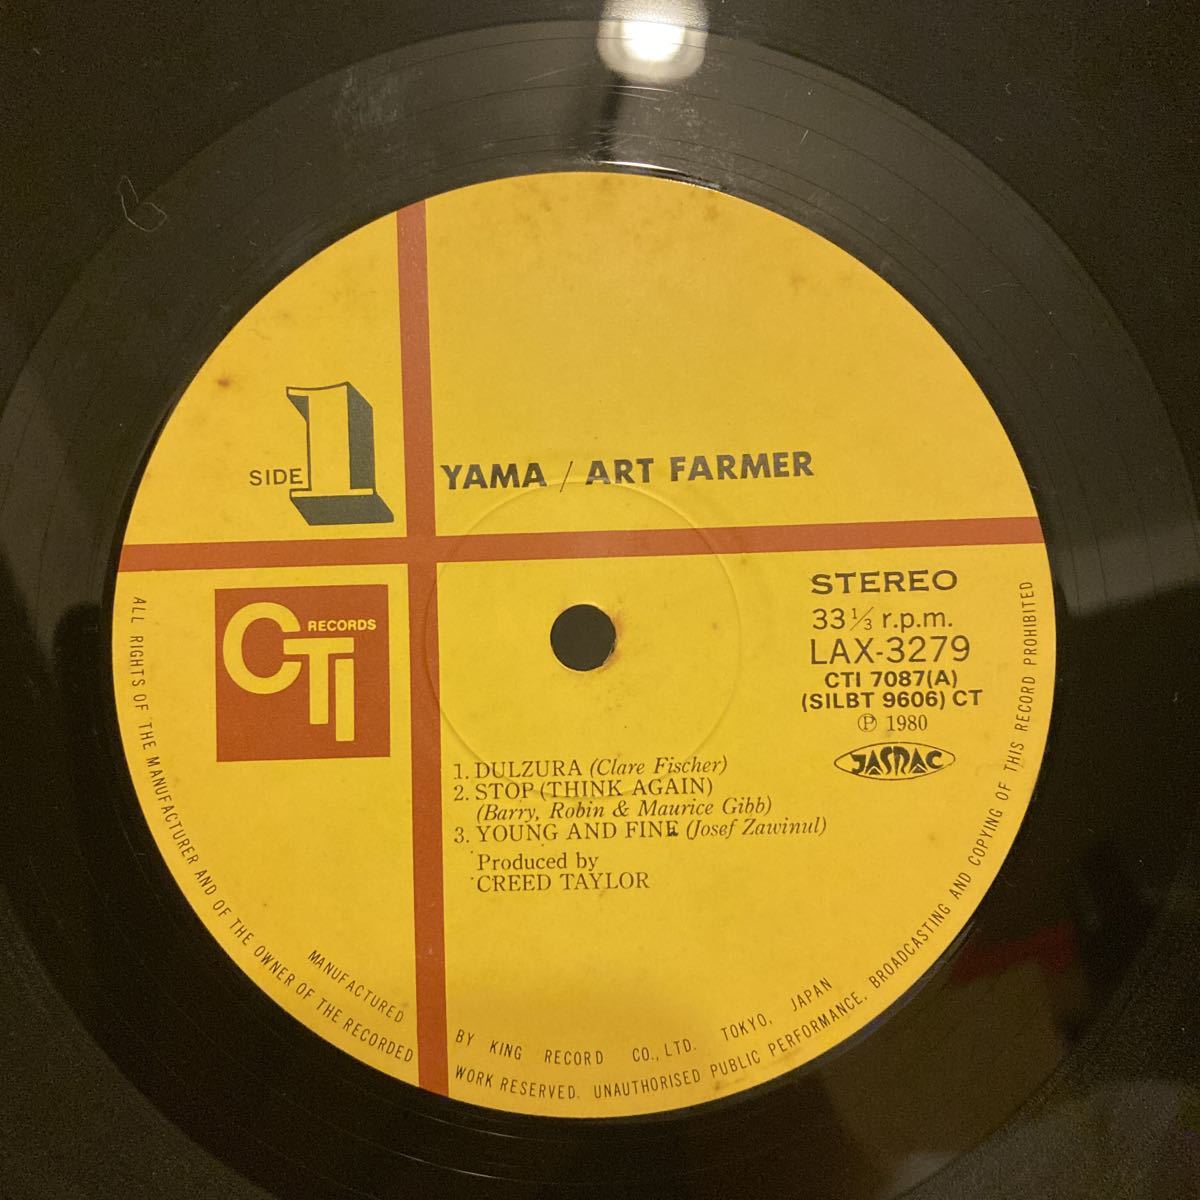 SIDE 1
YAMA / ART FARMER
CTI RECORDS
STEREO
33 1/3 r.p.m.
LAX-3279
CTI 7087(A)
(SILBT 9606) CT
Ⓟ 1980
JASRAC
1. DULZURA (Clare Fischer)
2. STOP (THINK AGAIN)
(Barry, Robin & Maurice Gibb)
3. YOUNG AND FINE (Josef Zawinul)
Produced by
CREED TAYLOR
MANUFACTURED BY KING RECORD CO., LTD. TOKYO, JAPAN
ALL RIGHTS OF THE MANUFACTURER AND OF THE OWNER OF THE RECORDED WORK RESERVED. UNAUTHORISED PUBLIC PERFORMANCE, BROADCASTING AND COPYING OF THIS RECORD PROHIBITED